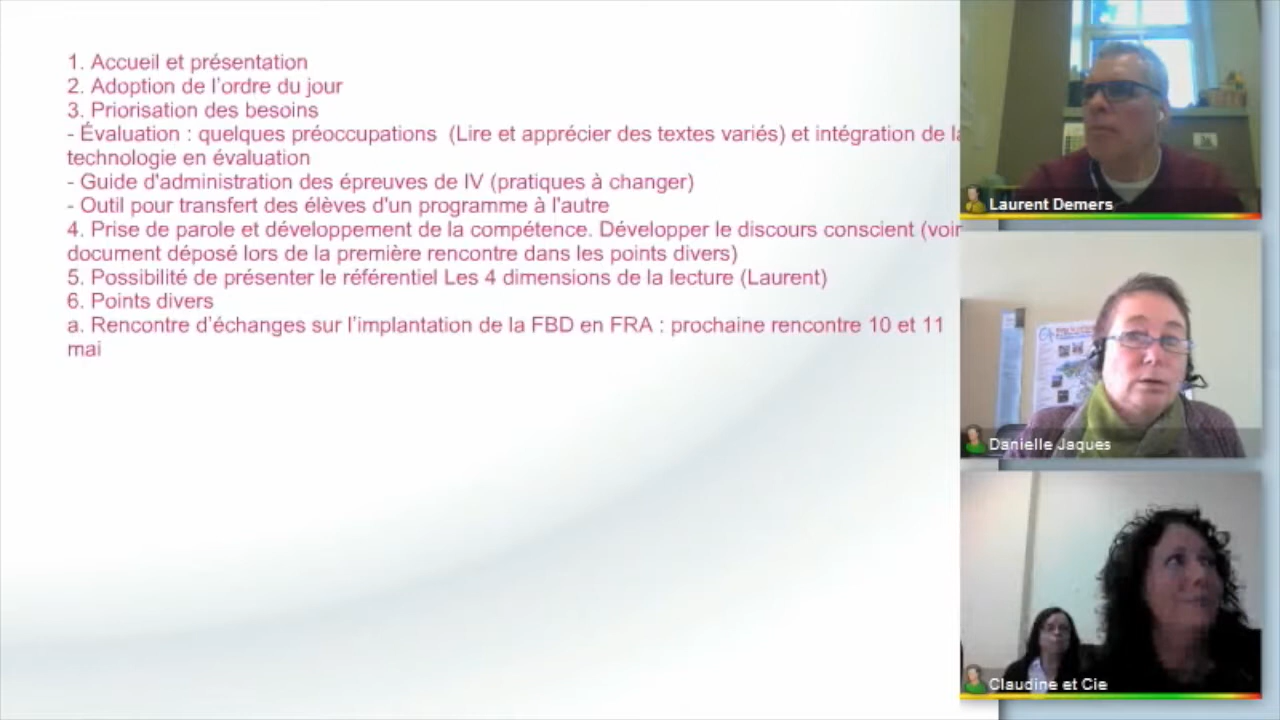 1. Accueil et présentation
2. Adoption de l'ordre du jour
3. Priorisation des besoins
- Évaluation : quelques préoccupations (Lire et apprécier des textes variés) et intégration de la
technologie en évaluation
- Guide d'administration des épreuves de IV (pratiques à changer)
- Outil pour transfert des élèves d'un programme à l'autre
4. Prise de parole et développement de la compétence. Développer le discours conscient (voir
document déposé lors de la première rencontre dans les points divers)
5. Possibilité de présenter le référentiel Les 4 dimensions de la lecture (Laurent)
6. Points divers
a. Rencontre d'échanges sur l'implantation de la FBD en FRA : prochaine rencontre 10 et 11
mai
Laurent Demers
Danielle Jaques
Claudine et Cie